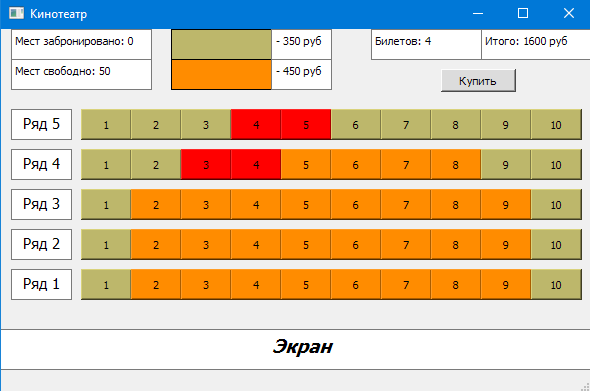 Кинотеатр
Мест забронировано: 0 - 350 руб Билетов: 4 Итого: 1600 руб
Мест свободно: 50 - 450 руб
Купить
Ряд 5 1 2 3 4 5 6 7 8 9 10
Ряд 4 1 2 3 4 5 6 7 8 9 10
Ряд 3 1 2 3 4 5 6 7 8 9 10
Ряд 2 1 2 3 4 5 6 7 8 9 10
Ряд 1 1 2 3 4 5 6 7 8 9 10
Экран